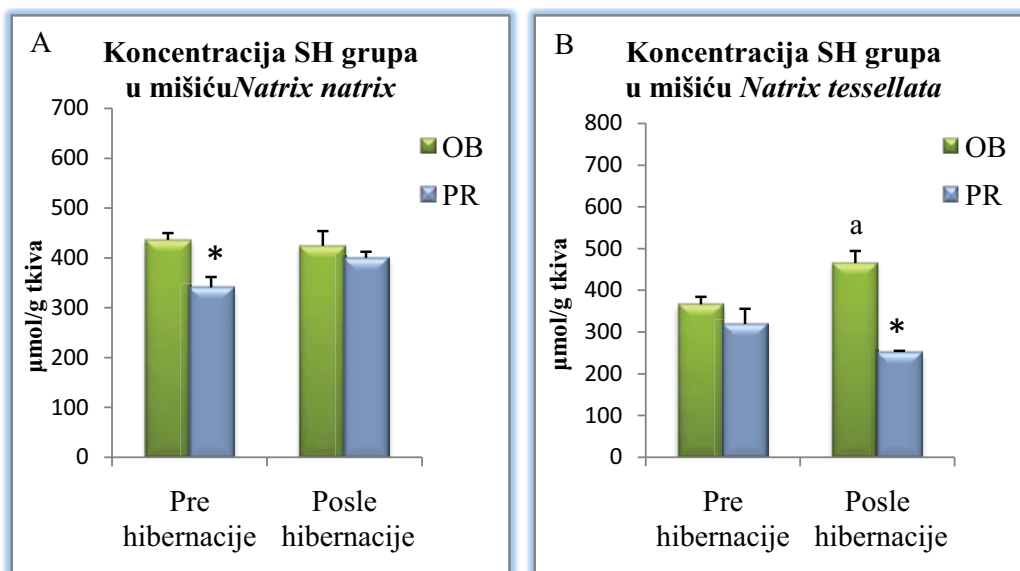 A
Koncentracija SH grupa
u mišićuNatrix natrix
700
600
500
400
300
200
100
0
µmol/g tkiva
*
OB
PR
Pre
hibernacije
Posle
hibernacije
B
Koncentracija SH grupa
u mišiću Natrix tessellata
800
700
600
500
400
300
200
100
0
µmol/g tkiva
a
*
OB
PR
Pre
hibernacije
Posle
hibernacije